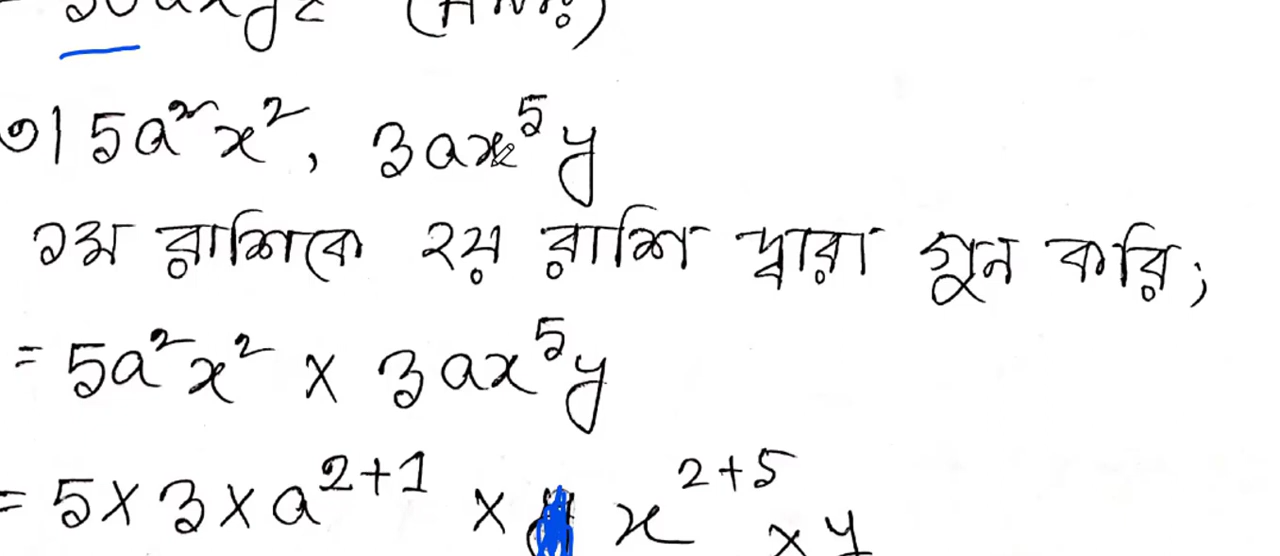 ৩| 5a²x², 3ax⁵y
১ম রাশিকে ২য় রাশি দ্বারা গুন করি;
= 5a²x² × 3ax⁵y
= 5×3×a²⁺¹ × x²⁺⁵ × y